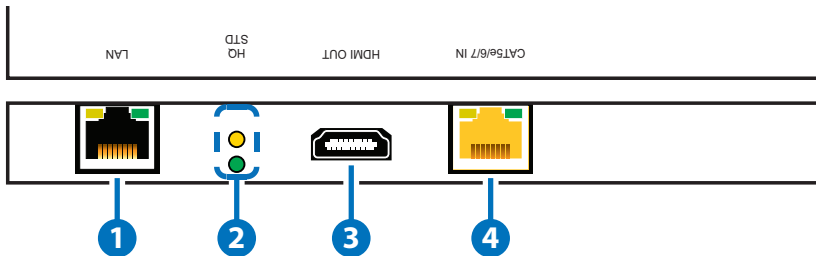 LAN
HQ
STD
HDMI OUT
CAT5e/6/7 IN
1
2
3
4